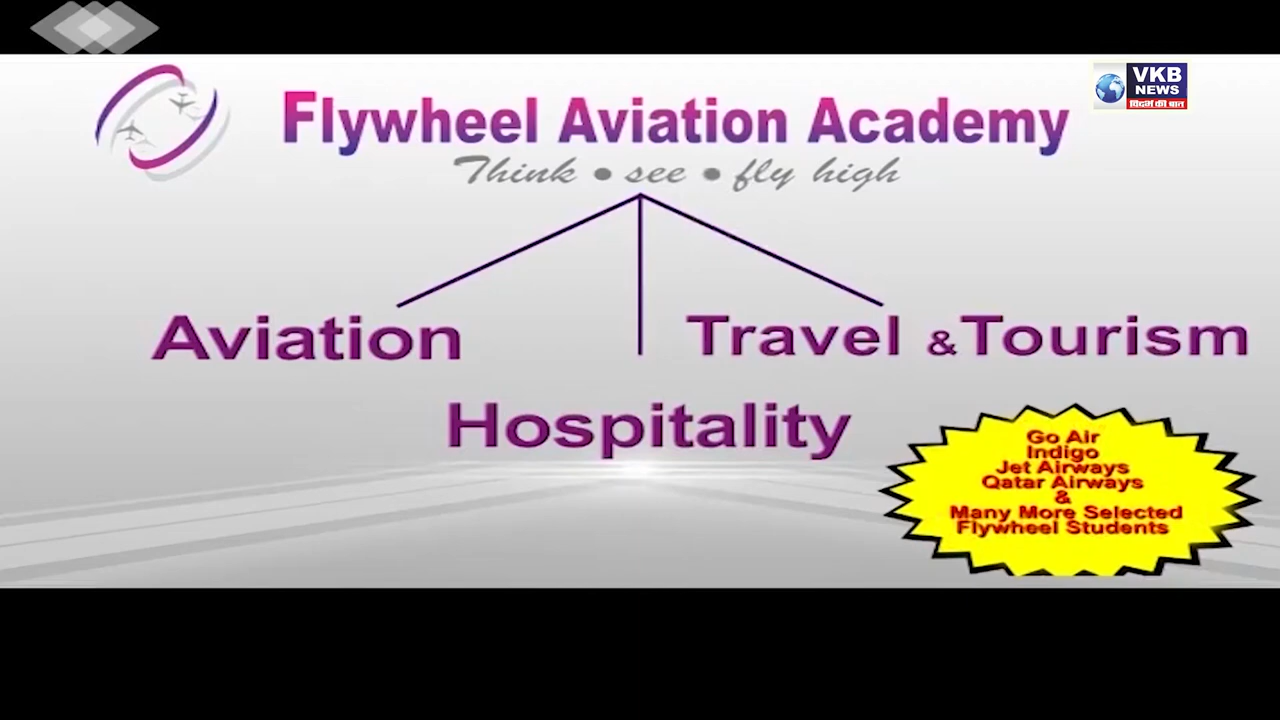 VKB
NEWS
विदर्भ की बात
Flywheel Aviation Academy
Think • see • fly high
Aviation
Travel & Tourism
Hospitality
Go Air
Indigo
Jet Airways
Qatar Airways
&
Many More Selected
Flywheel Students